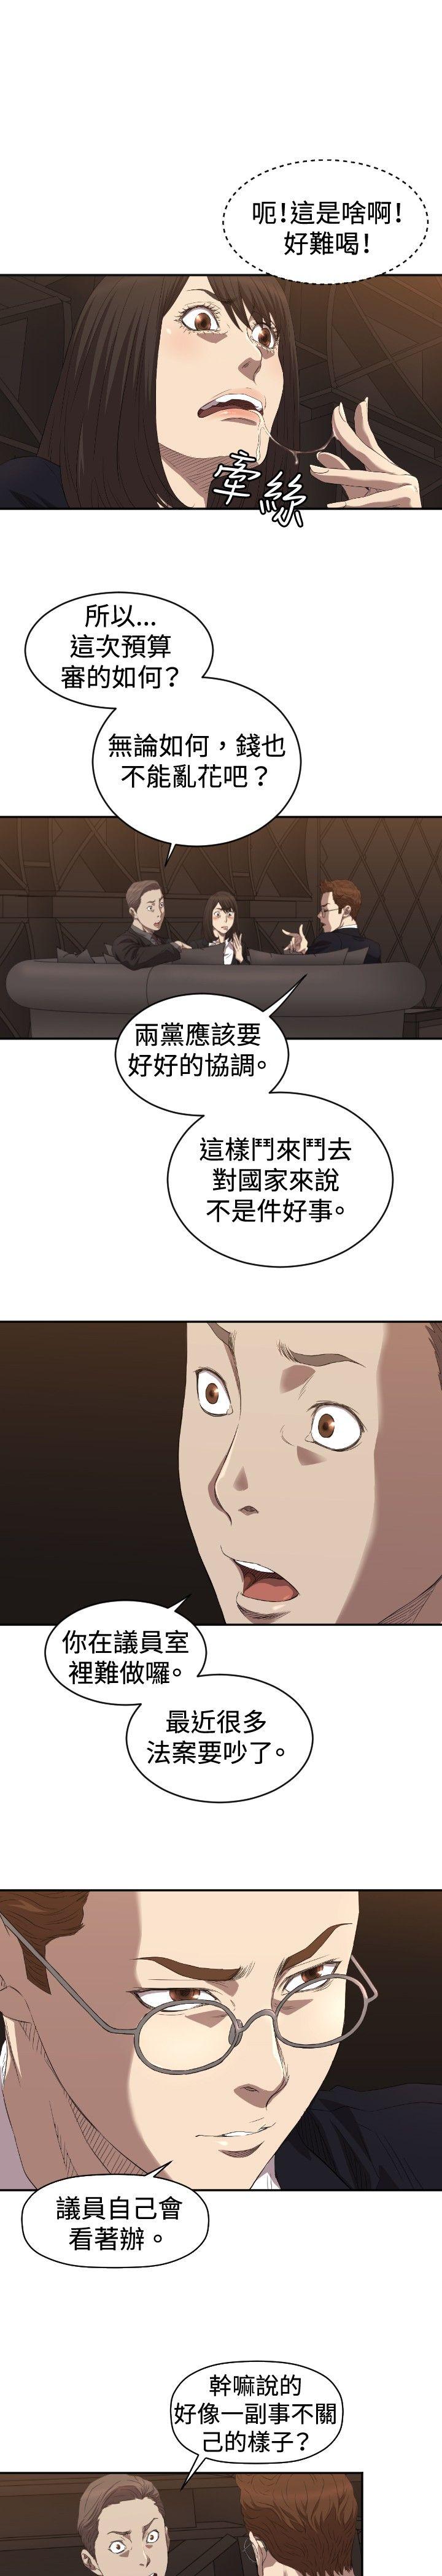 呃!這是啥啊!
好難喝!
牽絲
所以...
這次預算
審的如何?
無論如何，錢也
不能亂花吧？
兩黨應該要
好好的協調。
這樣鬥來鬥去
對國家來說
不是件好事。
你在議員室
裡難做囉。
最近很多
法案要吵了。
議員自己會
看著辦。
幹嘛說的
好像一副事不關
己的樣子?